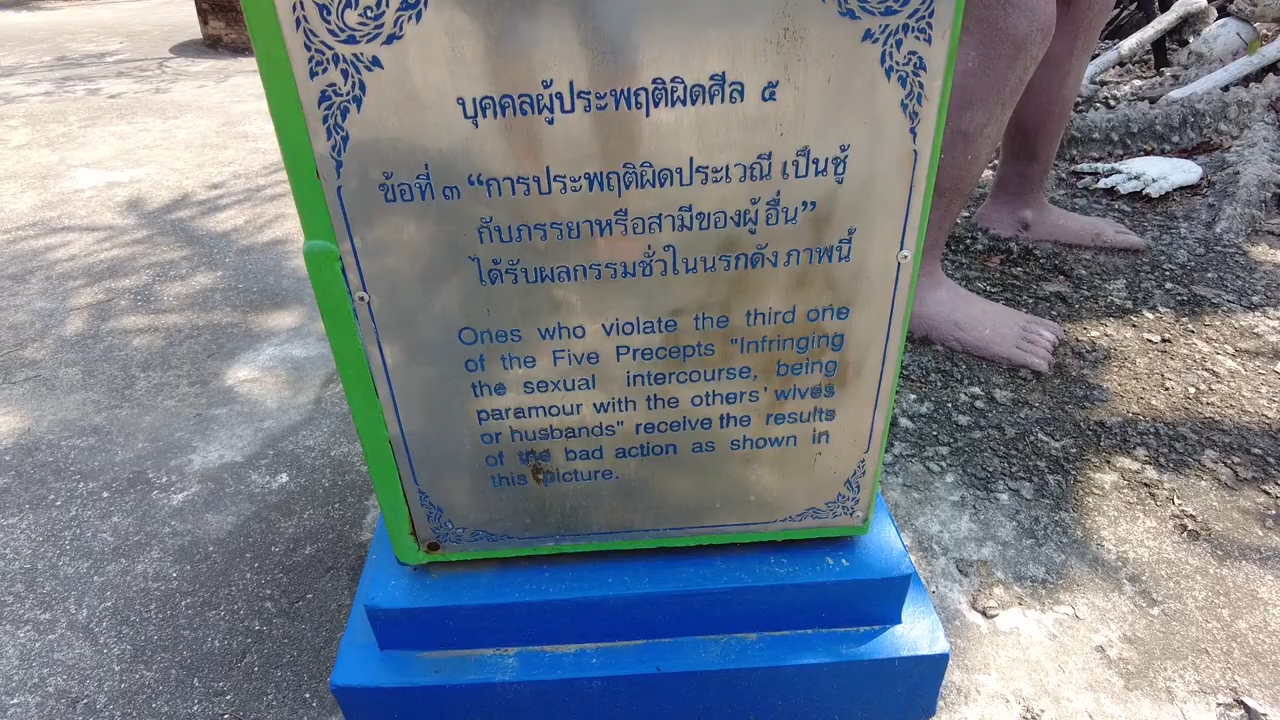 บุคคลผู้ประพฤติผิดศีล ๕
ข้อที่ ๓ “การประพฤติผิดประเวณี เป็นชู้
กับภรรยาหรือสามีของผู้อื่น”
ได้รับผลกรรมชั่วในนรกดังภาพนี้
Ones who violate the third one
of the Five Precepts "Infringing
the sexual intercourse, being
paramour with the others' wives
or husbands" receive the results
of the bad action as shown in
this picture.